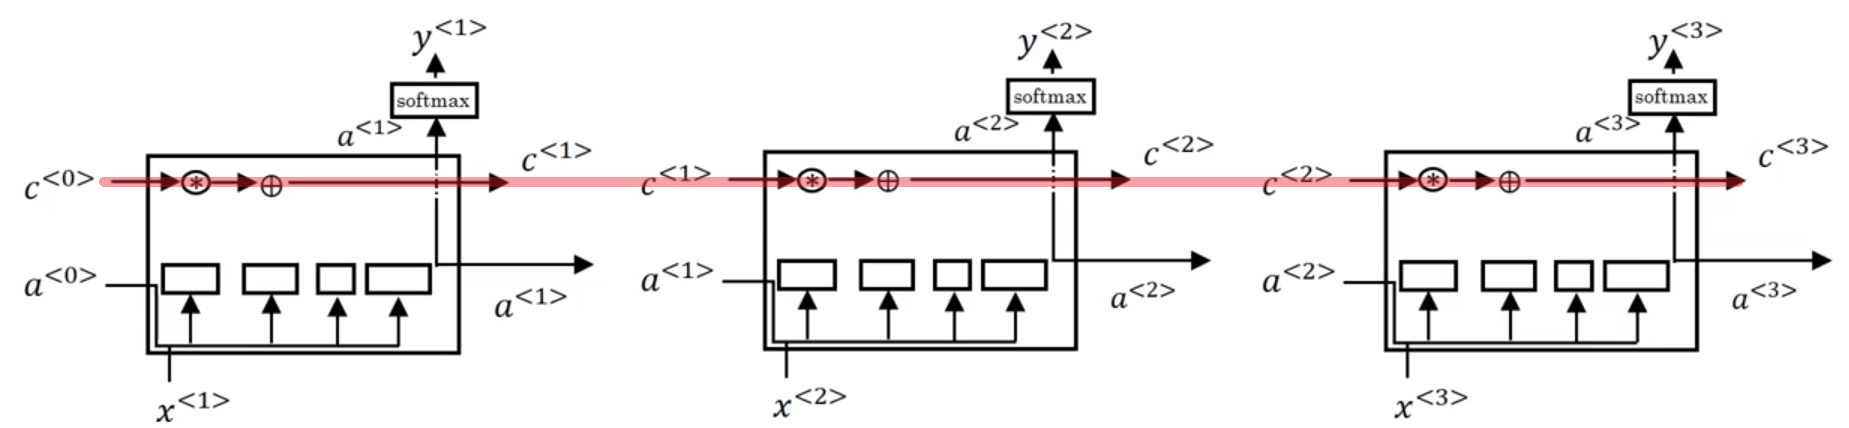 y<1> y<2> y<3>
softmax softmax softmax
a<1> a<2> a<3>
c<0> * ⊕ c<1> c<1> * ⊕ c<2> c<2> * ⊕ c<3>
a<0> a<1> a<1> a<2> a<2> a<3>
x<1> x<2> x<3>